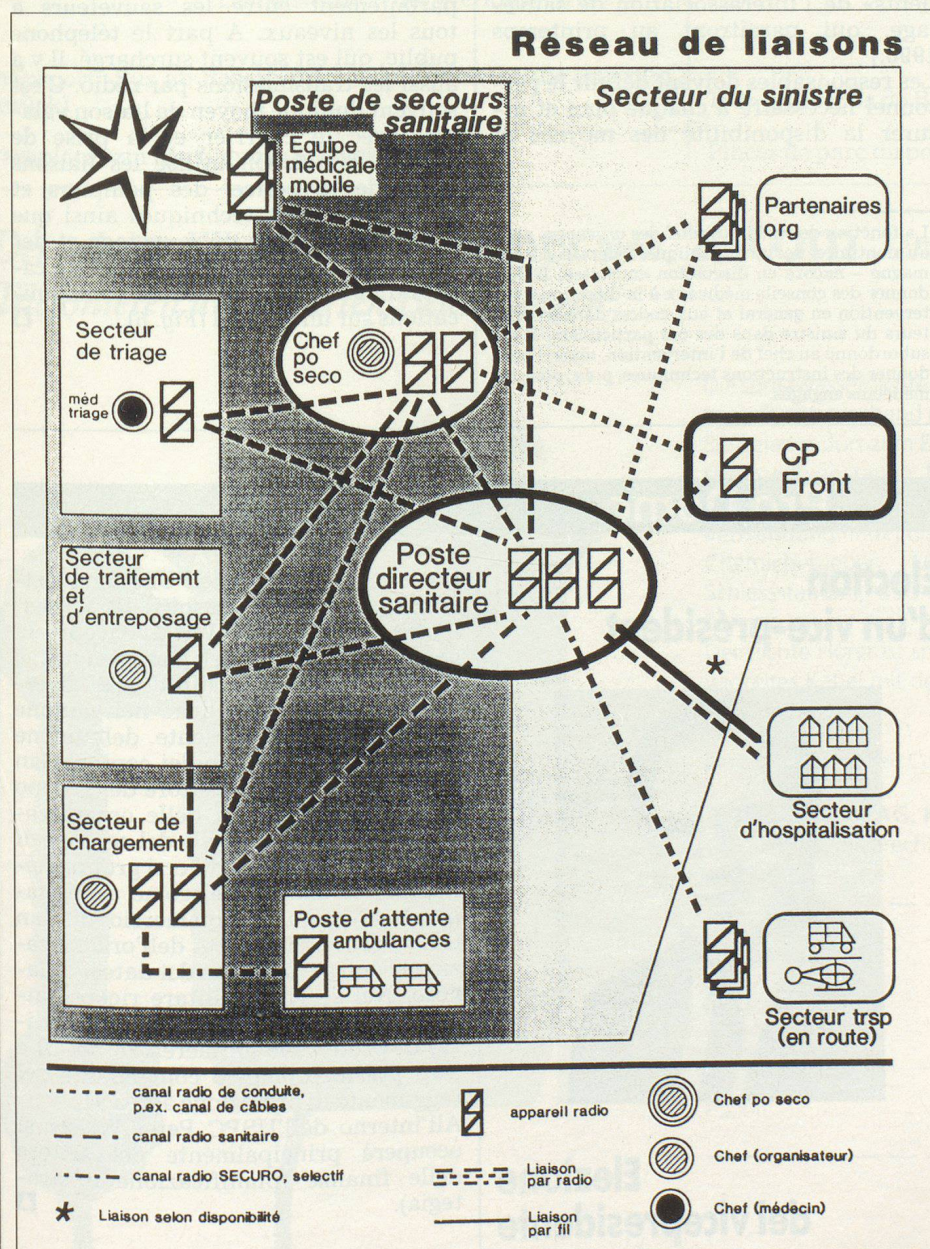 Réseau de liaisons
Poste de secours
sanitaire
Secteur du sinistre
Equipe
médicale
mobile
Partenaires
org
Secteur
de triage
méd
triage
Chef
po
seco
CP
Front
Secteur
de traitement
et
d'entreposage
Poste
directeur
sanitaire
*
Secteur
d'hospitalisation
Secteur de
chargement
Poste d'attente
ambulances
Secteur trsp
(en route)
canal radio de conduite,
p.ex. canal de câbles
canal radio sanitaire
canal radio SECURO, selectif
* Liaison selon disponibilité
appareil radio
Liaison
par radio
Liaison
par fil
Chef po seco
Chef (organisateur)
Chef (médecin)